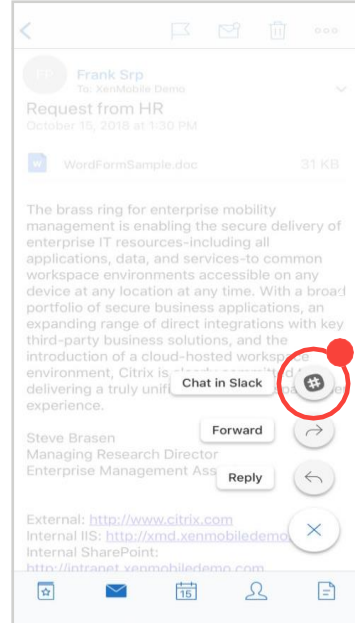 FP
Frank Srp
To: XenMobile Demo
Request from HR
October 15, 2018 at 1:30 PM
W
WordFormSample.doc 31 KB
The brass ring for enterprise mobility
management is enabling the secure delivery of
enterprise IT resources-including all
applications, data, and services-to common
workspace environments accessible on any
device at any location at any time. With a broad
portfolio of secure business applications, an
expanding range of direct integrations with key
third-party business solutions, and the
introduction of a cloud-hosted workspace
environment, Citrix is
delivering a truly
experience.
Chat in Slack
Forward
Steve Brasen
Managing Research Director
Enterprise Management
Reply
External: http://www.citrix.com
Internal IIS: http://xmd.xenmobiledemo
Internal SharePoint:
http://intranet.xenmobiledemo.com
15